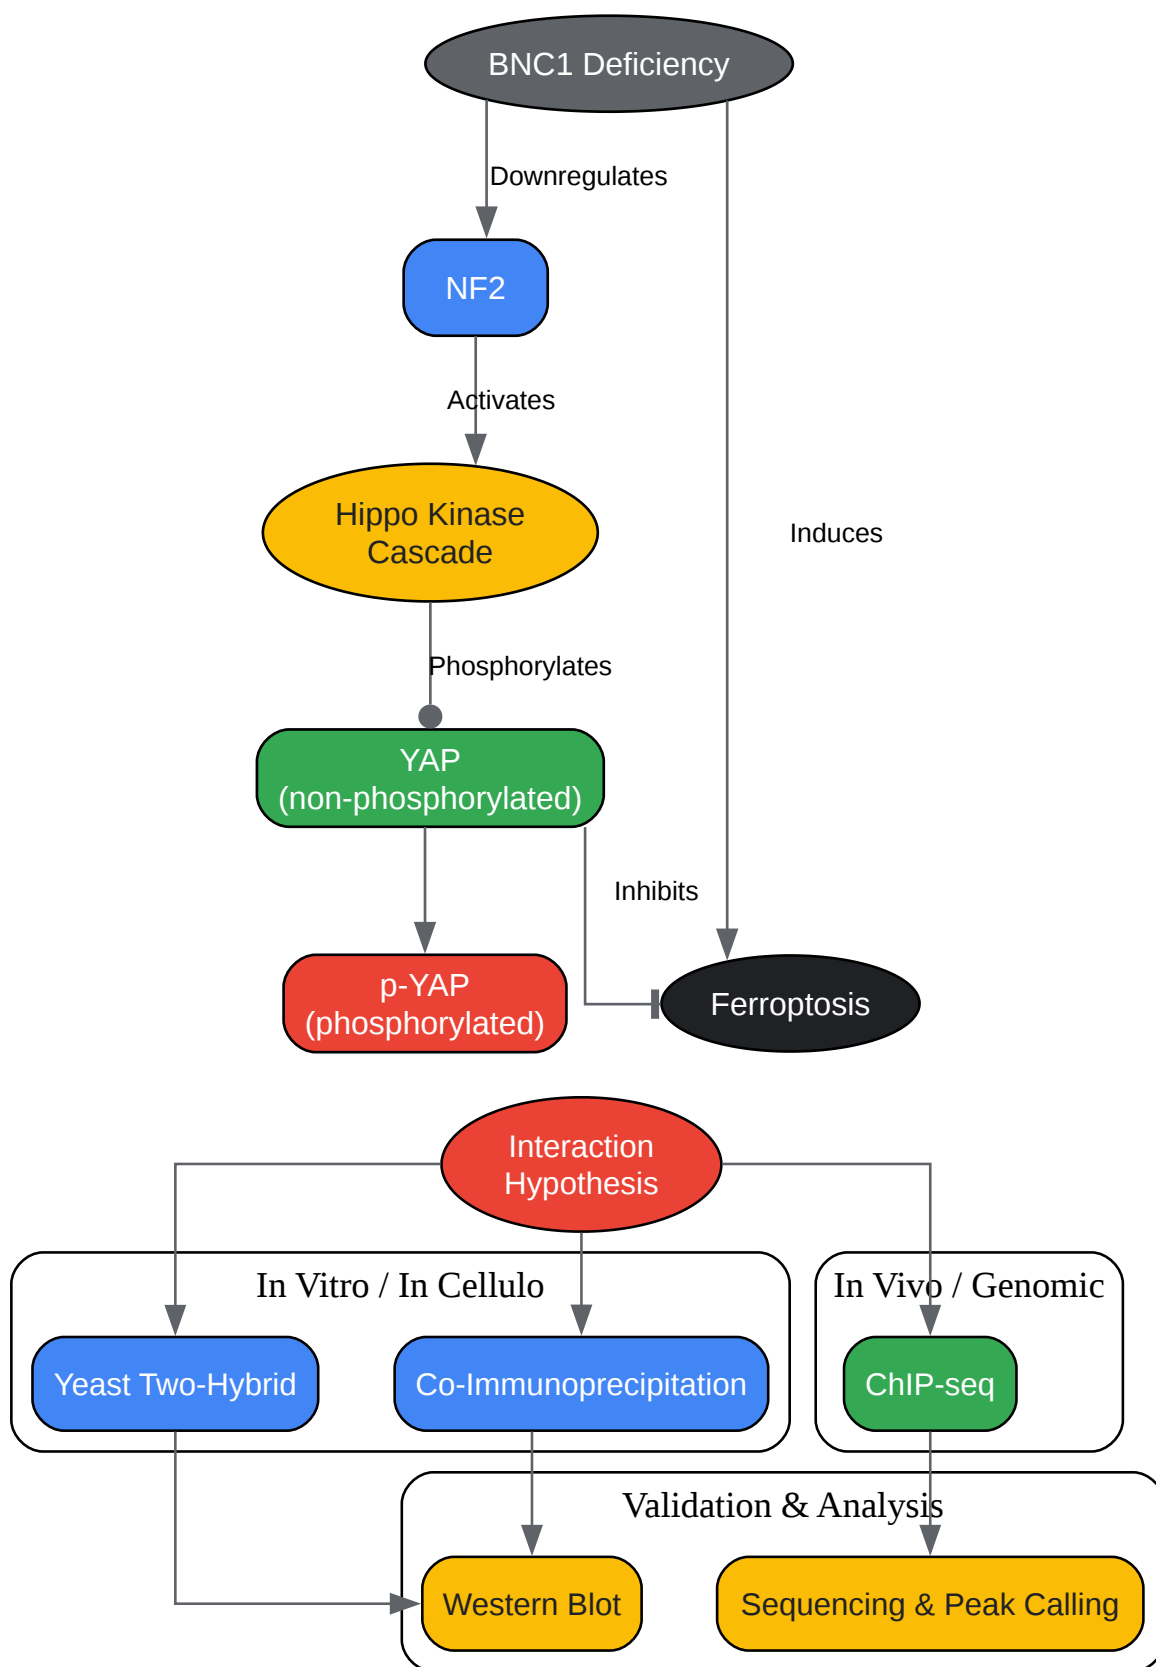 BNC1 Deficiency
Downregulates
NF2
Activates
Hippo Kinase
Cascade
Induces
Phosphorylates
YAP
(non-phosphorylated)
Inhibits
p-YAP
(phosphorylated)
Ferroptosis
Interaction
Hypothesis
In Vitro / In Cellulo
In Vivo / Genomic
Yeast Two-Hybrid
Co-Immunoprecipitation
ChIP-seq
Validation & Analysis
Western Blot
Sequencing & Peak Calling